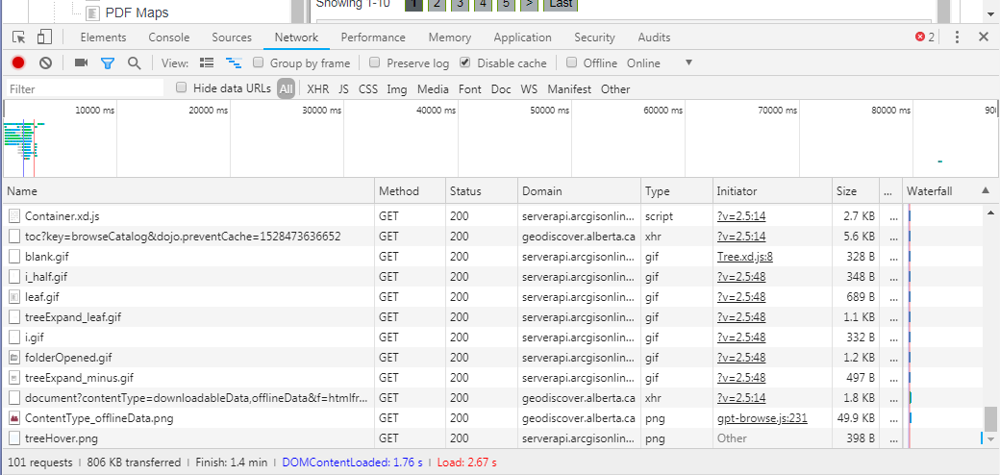 PDF Maps
Showing 1-10 1 2 3 4 5 > Last
Elements Console Sources Network Performance Memory Application Security Audits 2
View: Group by frame Preserve log Disable cache Offline Online
Filter Hide data URLs All XHR JS CSS Img Media Font Doc WS Manifest Other
10000 ms 20000 ms 30000 ms 40000 ms 50000 ms 60000 ms 70000 ms 80000 ms
Name Method Status Domain Type Initiator Size ... Waterfall
Container.xd.js GET 200 serverapi.arcgisonlin... script ?v=2.5:14 2.7 KB ...
toc?key=browseCatalog&dojo.preventCache=1528473636652 GET 200 geodiscover.alberta.ca xhr ?v=2.5:14 5.6 KB ...
blank.gif GET 200 serverapi.arcgisonlin... gif Tree.xd.js:8 328 B ...
i_half.gif GET 200 serverapi.arcgisonlin... gif ?v=2.5:48 348 B ...
leaf.gif GET 200 serverapi.arcgisonlin... gif ?v=2.5:48 689 B ...
treeExpand_leaf.gif GET 200 serverapi.arcgisonlin... gif ?v=2.5:48 1.1 KB ...
i.gif GET 200 serverapi.arcgisonlin... gif ?v=2.5:48 332 B ...
folderOpened.gif GET 200 serverapi.arcgisonlin... gif ?v=2.5:48 1.2 KB ...
treeExpand_minus.gif GET 200 serverapi.arcgisonlin... gif ?v=2.5:48 497 B ...
document?contentType=downloadableData,offlineData&f=htmlfr... GET 200 geodiscover.alberta.ca xhr ?v=2.5:14 1.8 KB ...
ContentType_offlineData.png GET 200 geodiscover.alberta.ca png gpt-browse.js:231 49.9 KB ...
treeHover.png GET 200 serverapi.arcgisonlin... png Other 398 B ...
101 requests | 806 KB transferred | Finish: 1.4 min | DOMContentLoaded: 1.76 s | Load: 2.67 s